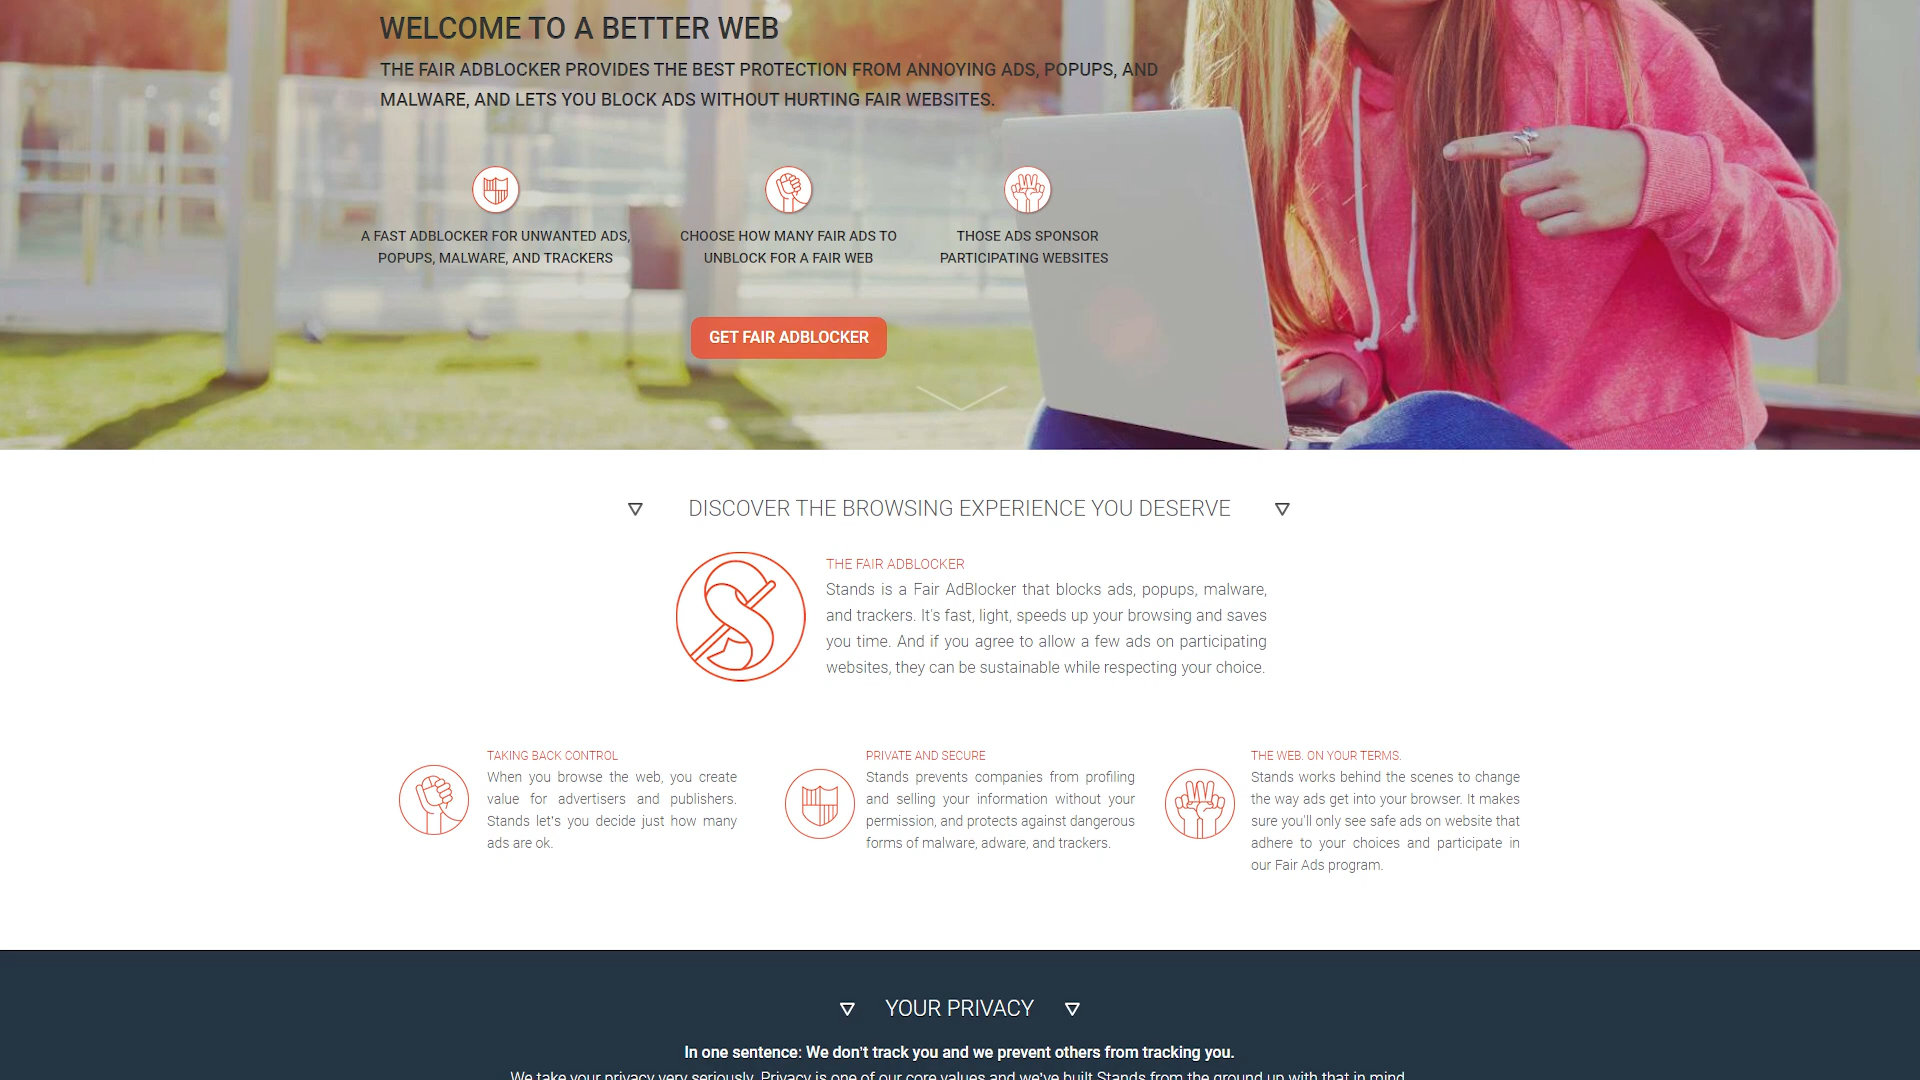 WELCOME TO A BETTER WEB
THE FAIR ADBLOCKER PROVIDES THE BEST PROTECTION FROM ANNOYING ADS, POPUPS, AND
MALWARE, AND LETS YOU BLOCK ADS WITHOUT HURTING FAIR WEBSITES.
A FAST ADBLOCKER FOR UNWANTED ADS,
POPUPS, MALWARE, AND TRACKERS
CHOOSE HOW MANY FAIR ADS TO
UNBLOCK FOR A FAIR WEB
THOSE ADS SPONSOR
PARTICIPATING WEBSITES
GET FAIR ADBLOCKER
DISCOVER THE BROWSING EXPERIENCE YOU DESERVE
THE FAIR ADBLOCKER
Stands is a Fair AdBlocker that blocks ads, popups, malware,
and trackers. It's fast, light, speeds up your browsing and saves
you time. And if you agree to allow a few ads on participating
websites, they can be sustainable while respecting your choice.
TAKING BACK CONTROL
When you browse the web, you create
value for advertisers and publishers.
Stands let's you decide just how many
ads are ok.
PRIVATE AND SECURE
Stands prevents companies from profiling
and selling your information without your
permission, and protects against dangerous
forms of malware, adware, and trackers.
THE WEB. ON YOUR TERMS.
Stands works behind the scenes to change
the way ads get into your browser. It makes
sure you'll only see safe ads on website that
adhere to your choices and participate in
our Fair Ads program.
YOUR PRIVACY
In one sentence: We don't track you and we prevent others from tracking you.
We take your privacy very seriously. Privacy is one of our core values and we've built Stands from the ground up with that in mind.